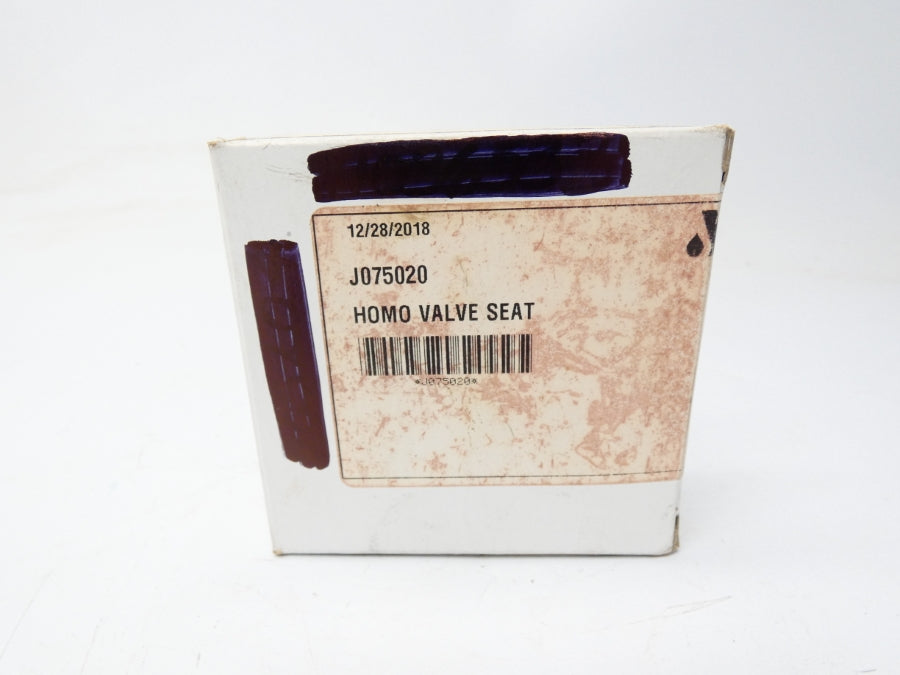 12/28/2018
J075020
HOMO VALVE SEAT
*J075020*